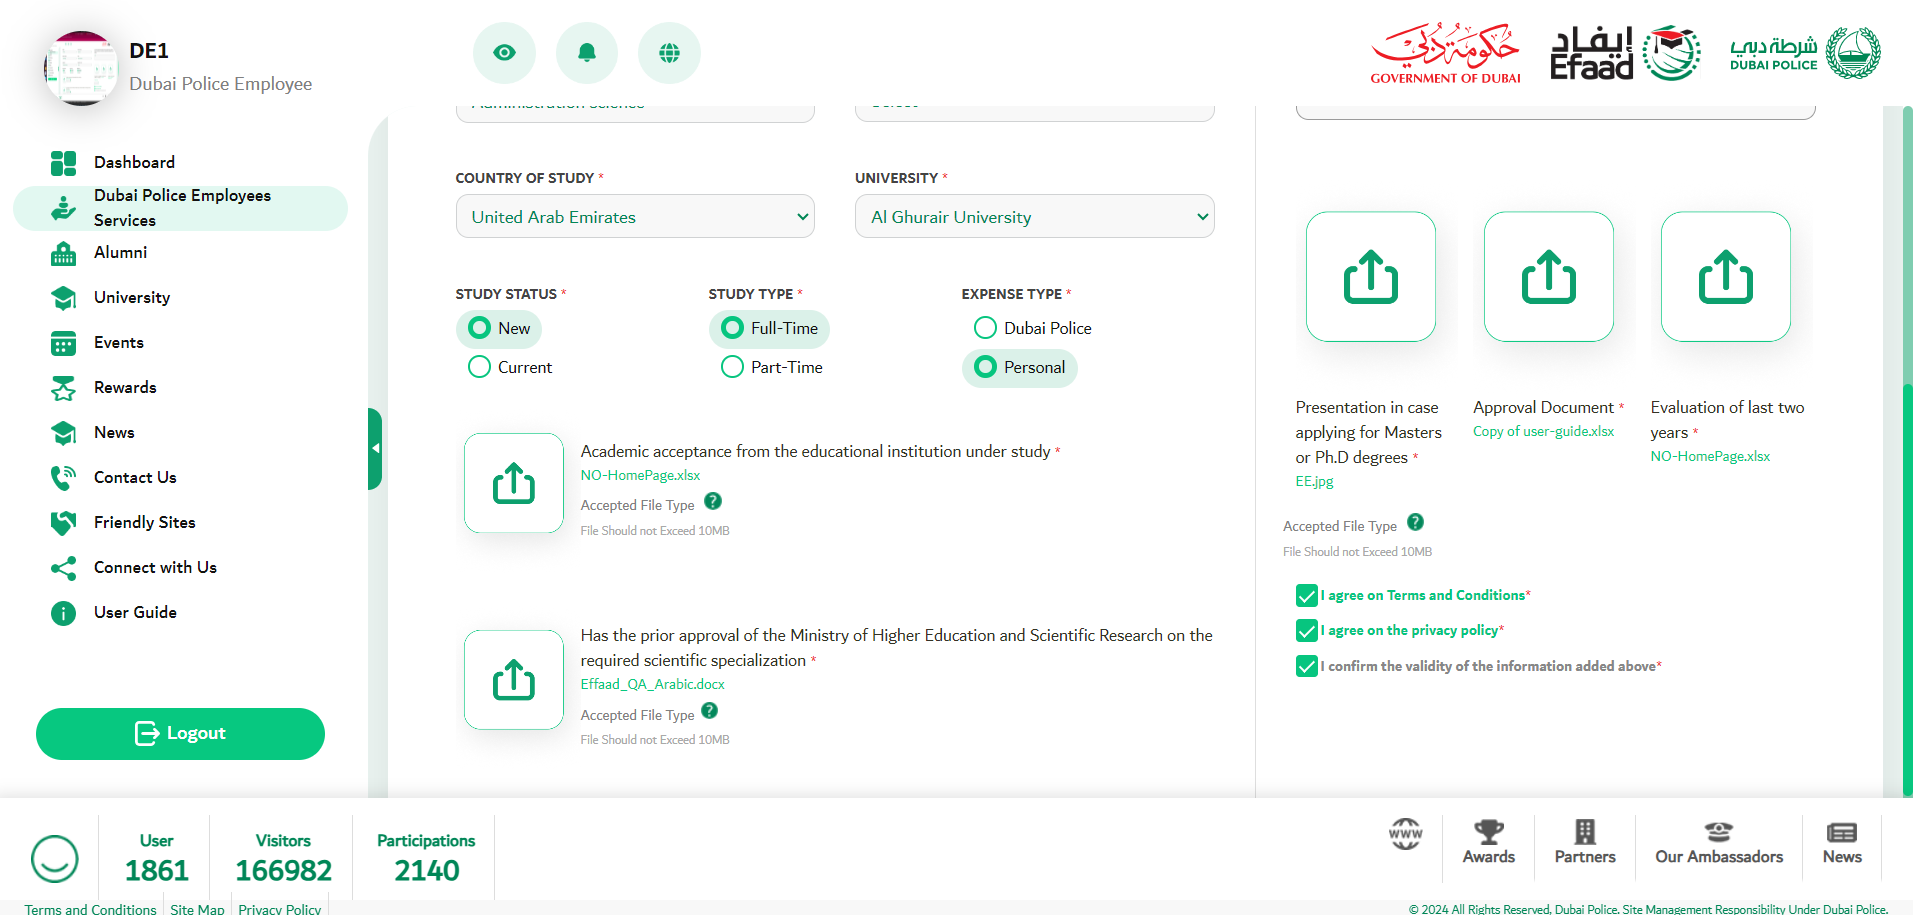 DE1
Dubai Police Employee
حكومة دبي
GOVERNMENT OF DUBAI
إيفاد
Efaad
شرطة دبي
DUBAI POLICE
Dashboard
Dubai Police Employees
Services
Alumni
University
Events
Rewards
News
Contact Us
Friendly Sites
Connect with Us
User Guide
Logout
Administration Science
Select
COUNTRY OF STUDY *
United Arab Emirates
UNIVERSITY *
Al Ghurair University
STUDY STATUS *
New
Current
STUDY TYPE *
Full-Time
Part-Time
EXPENSE TYPE *
Dubai Police
Personal
Academic acceptance from the educational institution under study *
NO-HomePage.xlsx
Accepted File Type ?
File Should not Exceed 10MB
Has the prior approval of the Ministry of Higher Education and Scientific Research on the
required scientific specialization *
Effaad_QA_Arabic.docx
Accepted File Type ?
File Should not Exceed 10MB
Presentation in case
applying for Masters
or Ph.D degrees *
EE.jpg
Approval Document *
Copy of user-guide.xlsx
Evaluation of last two
years *
NO-HomePage.xlsx
Accepted File Type ?
File Should not Exceed 10MB
I agree on Terms and Conditions*
I agree on the privacy policy*
I confirm the validity of the information added above*
User
1861
Visitors
166982
Participations
2140
WWW
Awards
Partners
Our Ambassadors
News
Terms and Conditions
Site Map
Privacy Policy
© 2024 All Rights Reserved, Dubai Police. Site Management Responsibility Under Dubai Police.